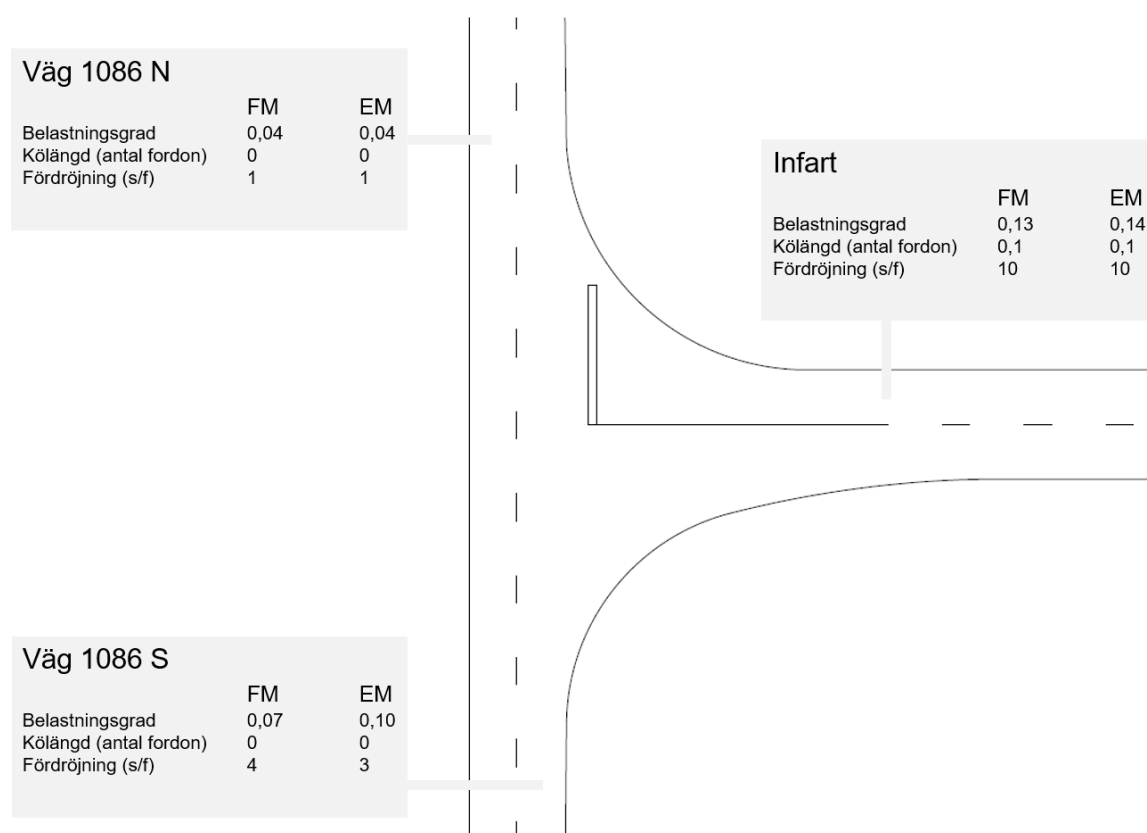 Väg 1086 N
FM EM
Belastningsgrad 0,04 0,04
Kölängd (antal fordon) 0 0
Fördröjning (s/f) 1 1
Infart
FM EM
Belastningsgrad 0,13 0,14
Kölängd (antal fordon) 0,1 0,1
Fördröjning (s/f) 10 10
Väg 1086 S
FM EM
Belastningsgrad 0,07 0,10
Kölängd (antal fordon) 0 0
Fördröjning (s/f) 4 3